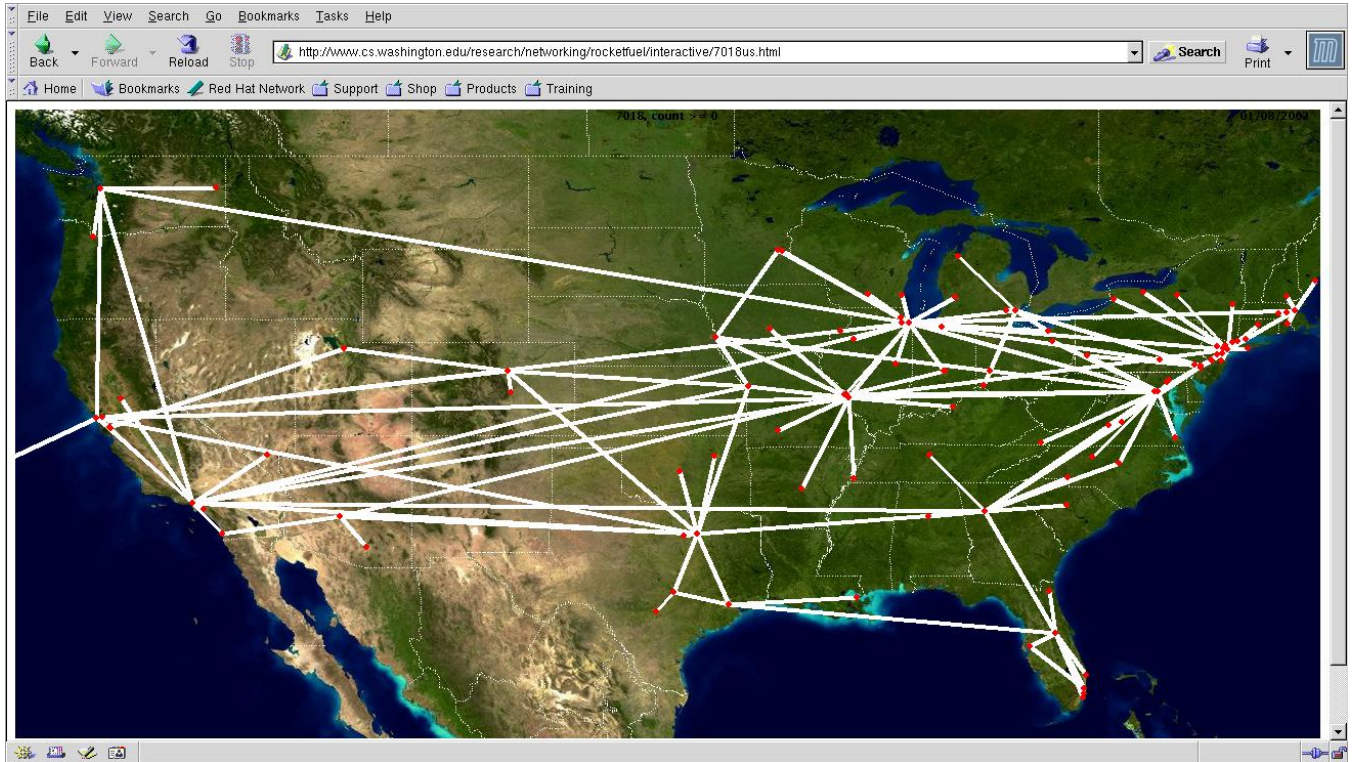 File Edit View Search Go Bookmarks Tasks Help
Back Forward Reload Stop http://www.cs.washington.edu/research/networking/rocketfuel/interactive/7018us.html Search Print
Home Bookmarks Red Hat Network Support Shop Products Training
7018, count >= 0